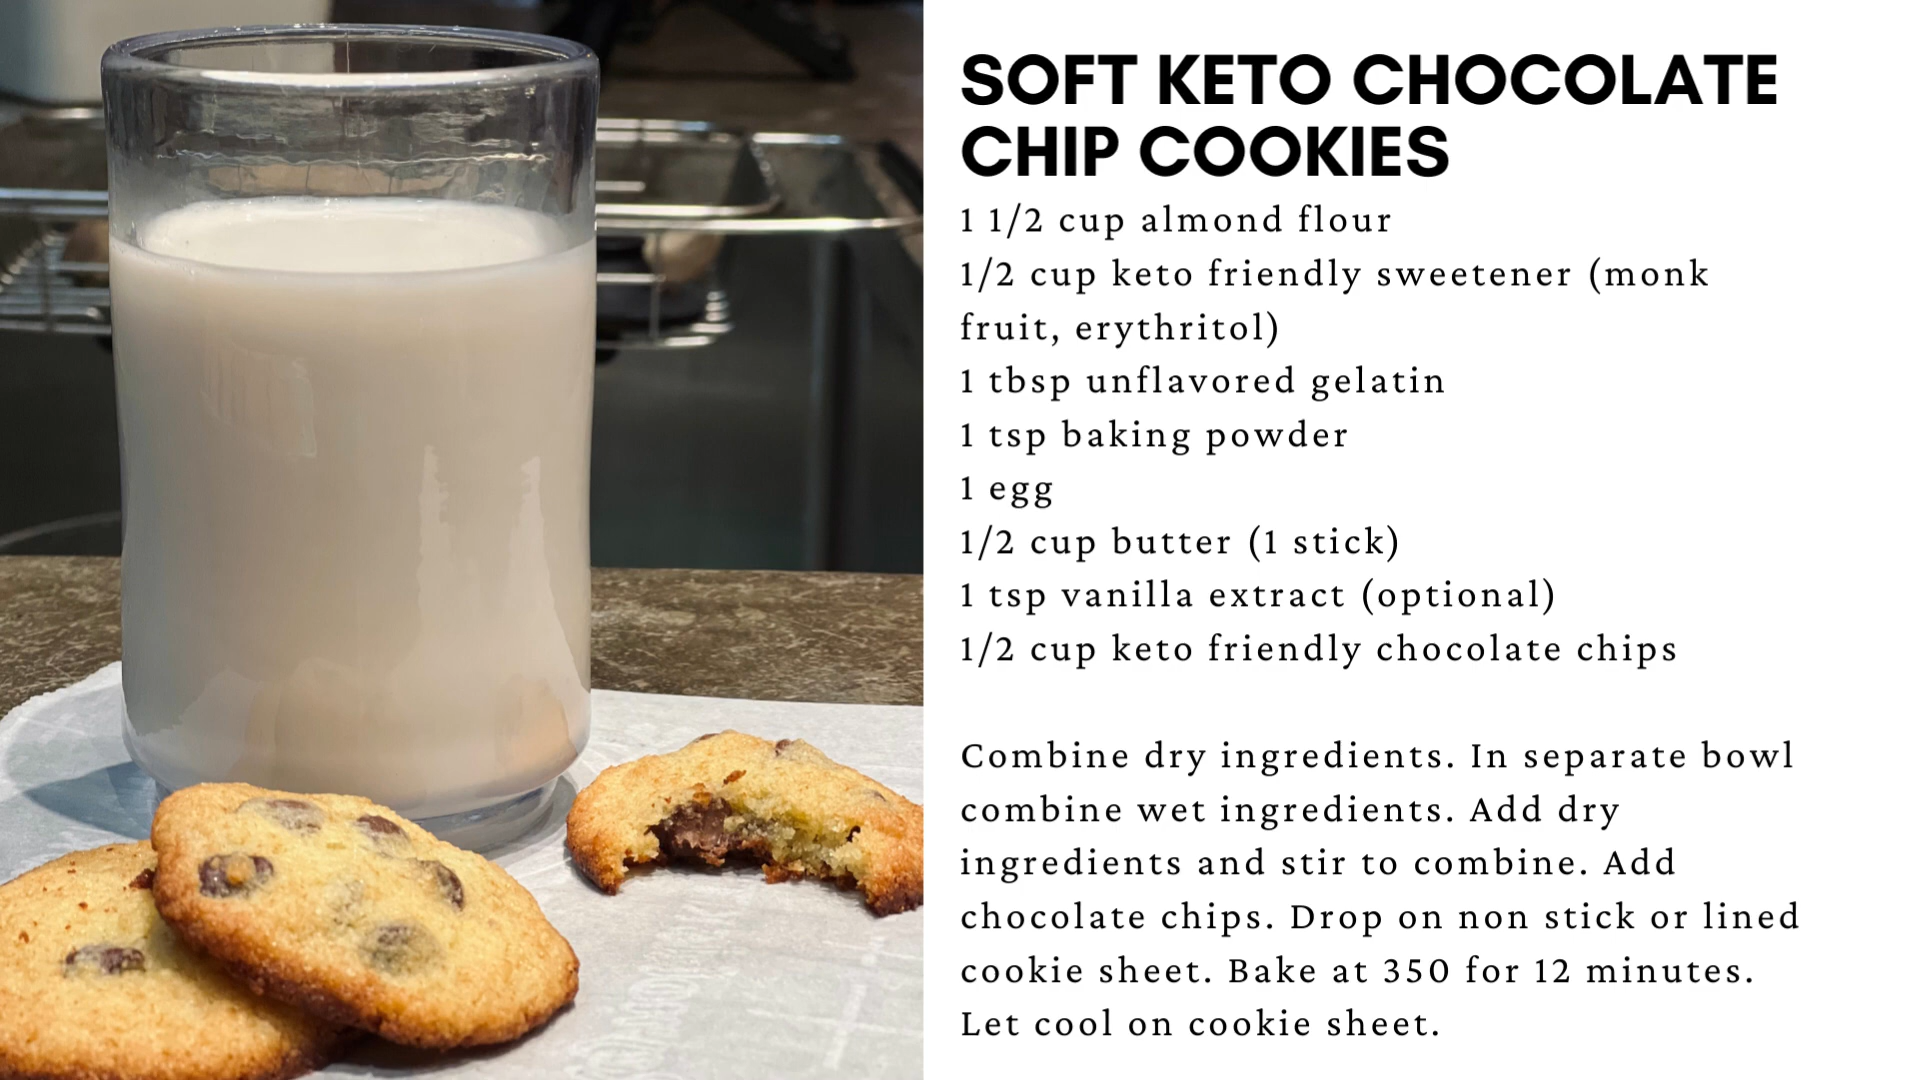 SOFT KETO CHOCOLATE
CHIP COOKIES
1 1/2 cup almond flour
1/2 cup keto friendly sweetener (monk
fruit, erythritol)
1 tbsp unflavored gelatin
1 tsp baking powder
1 egg
1/2 cup butter (1 stick)
1 tsp vanilla extract (optional)
1/2 cup keto friendly chocolate chips
Combine dry ingredients. In separate bowl
combine wet ingredients. Add dry
ingredients and stir to combine. Add
chocolate chips. Drop on non stick or lined
cookie sheet. Bake at 350 for 12 minutes.
Let cool on cookie sheet.